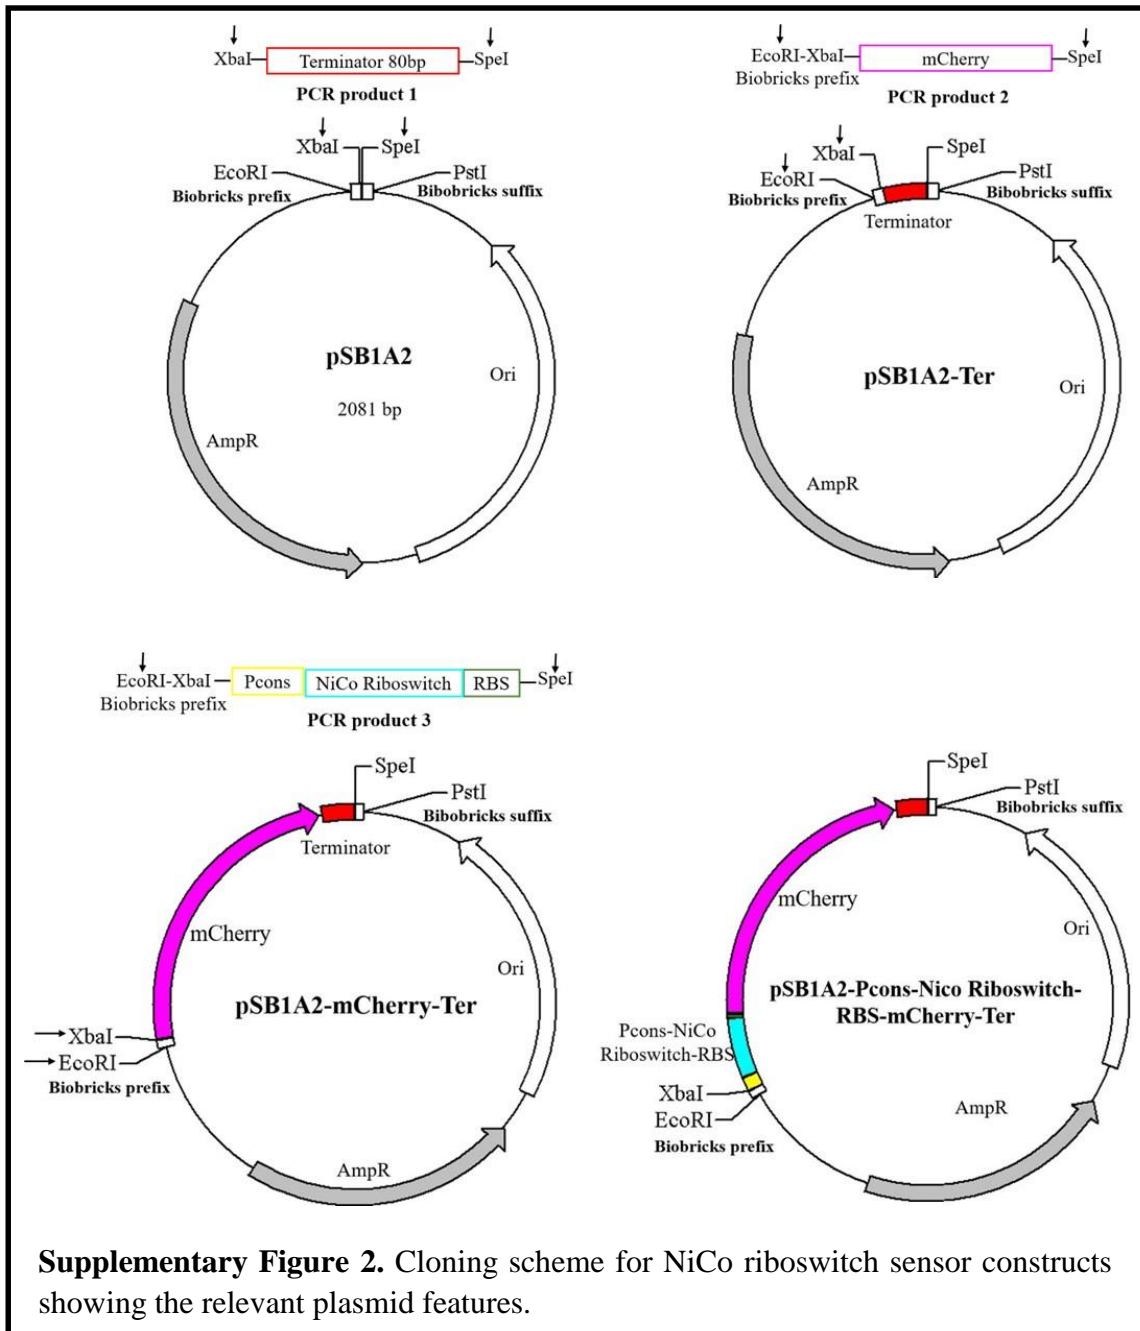 XbaI
Terminator 80bp
SpeI
PCR product 1
XbaI
SpeI
EcoRI
PstI
Biobricks prefix
Bibobricks suffix
pSB1A2
2081 bp
Ori
AmpR
EcoRI-XbaI
mCherry
SpeI
Biobricks prefix
PCR product 2
XbaI
SpeI
EcoRI
PstI
Biobricks prefix
Bibobricks suffix
Terminator
pSB1A2-Ter
Ori
AmpR
EcoRI-XbaI
Pcons
NiCo Riboswitch
RBS
SpeI
Biobricks prefix
PCR product 3
SpeI
PstI
Bibobricks suffix
Terminator
mCherry
Ori
pSB1A2-mCherry-Ter
XbaI
EcoRI
Biobricks prefix
AmpR
SpeI
PstI
Bibobricks suffix
mCherry
Ori
pSB1A2-Pcons-Nico Riboswitch-
RBS-mCherry-Ter
Pcons-NiCo
Riboswitch-RBS
XbaI
EcoRI
Biobricks prefix
AmpR
Supplementary Figure 2. Cloning scheme for NiCo riboswitch sensor constructs
showing the relevant plasmid features.